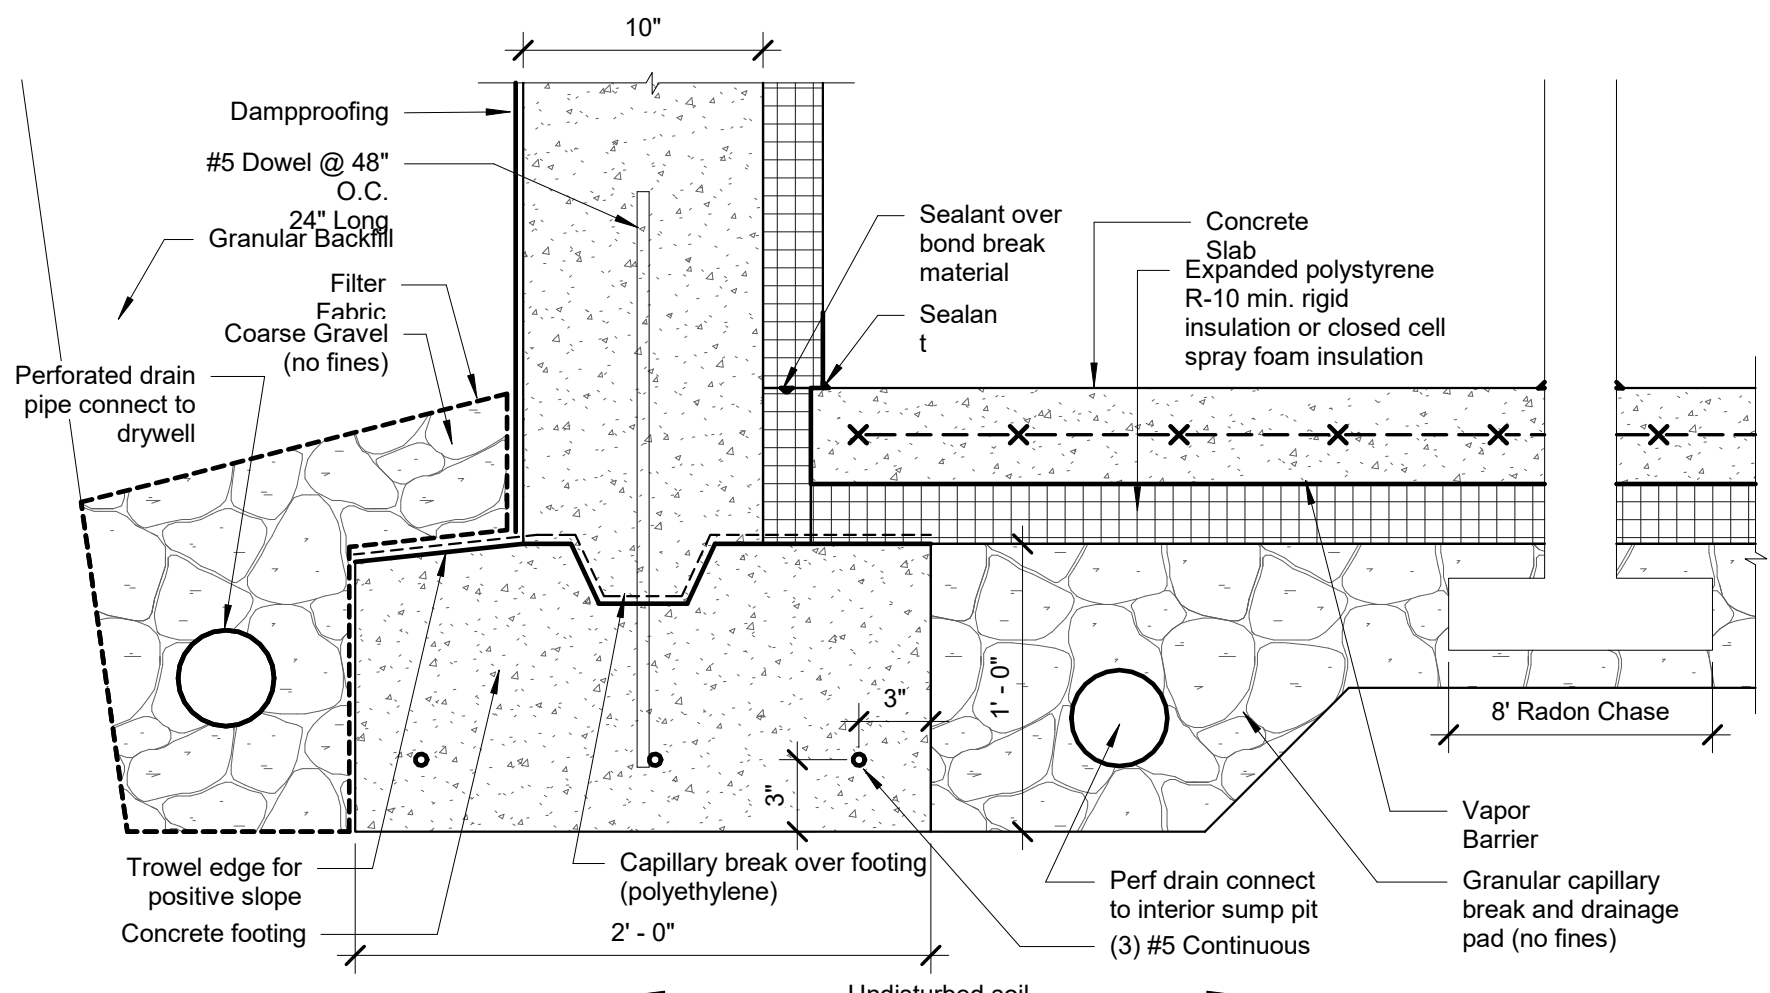 10"
Dampproofing
#5 Dowel @ 48"
O.C.
24" Long
Granular Backfill
Filter
Fabric
Coarse Gravel
(no fines)
Perforated drain
pipe connect to
drywell
Sealant over
bond break
material
Sealan
t
Concrete
Slab
Expanded polystyrene
R-10 min. rigid
insulation or closed cell
spray foam insulation
3"
3"
1' - 0"
8' Radon Chase
Trowel edge for
positive slope
Concrete footing
Capillary break over footing
(polyethylene)
2' - 0"
Perf drain connect
to interior sump pit
(3) #5 Continuous
Vapor
Barrier
Granular capillary
break and drainage
pad (no fines)
Undisturbed soil